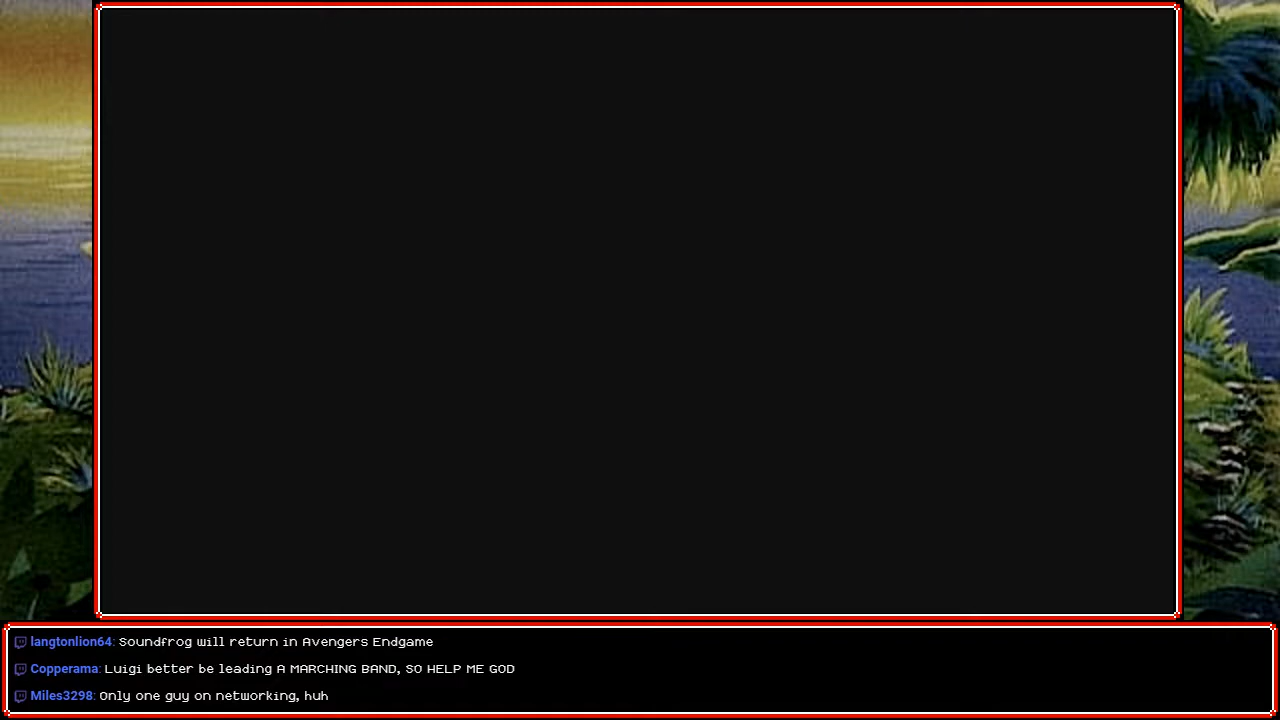 langtonlion64: Soundfrog will return in Avengers Endgame
Copperama: Luigi better be leading A MARCHING BAND, SO HELP ME GOD
Miles3298: Only one guy on networking, huh